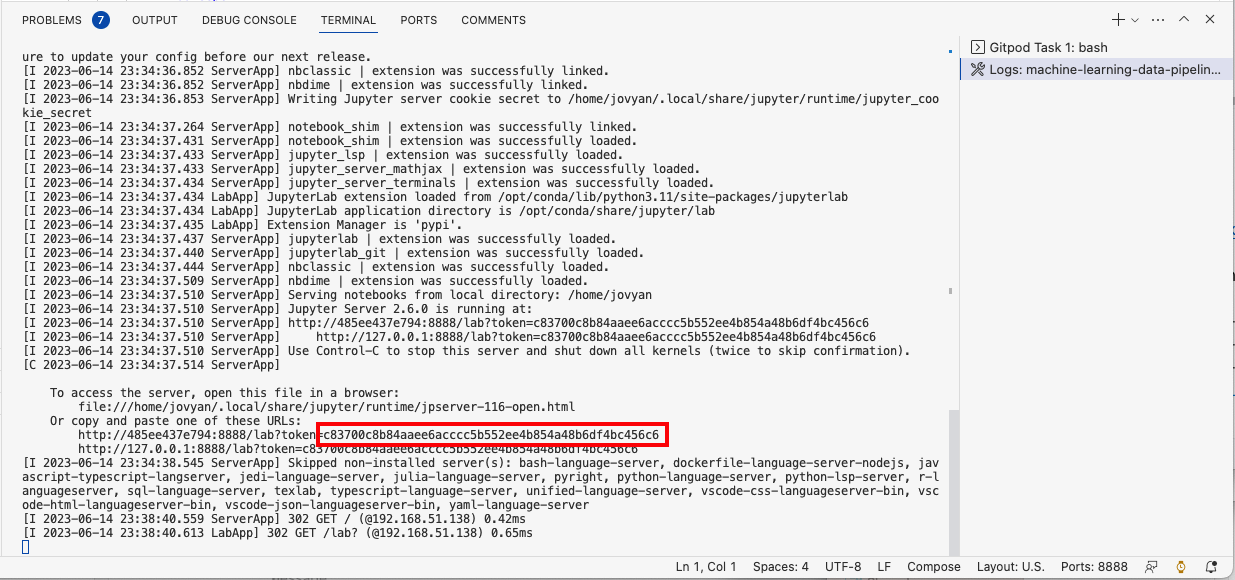 PROBLEMS 7 OUTPUT DEBUG CONSOLE TERMINAL PORTS COMMENTS
Gitpod Task 1: bash
Logs: machine-learning-data-pipelin...
ure to update your config before our next release.
[I 2023-06-14 23:34:36.852 ServerApp] nbclassic | extension was successfully linked.
[I 2023-06-14 23:34:36.852 ServerApp] nbdime | extension was successfully linked.
[I 2023-06-14 23:34:36.853 ServerApp] Writing Jupyter server cookie secret to /home/jovyan/.local/share/jupyter/runtime/jupyter_coo
kie_secret
[I 2023-06-14 23:34:37.264 ServerApp] notebook_shim | extension was successfully linked.
[I 2023-06-14 23:34:37.431 ServerApp] notebook_shim | extension was successfully loaded.
[I 2023-06-14 23:34:37.433 ServerApp] jupyter_lsp | extension was successfully loaded.
[I 2023-06-14 23:34:37.433 ServerApp] jupyter_server_mathjax | extension was successfully loaded.
[I 2023-06-14 23:34:37.434 ServerApp] jupyter_server_terminals | extension was successfully loaded.
[I 2023-06-14 23:34:37.434 LabApp] JupyterLab extension loaded from /opt/conda/lib/python3.11/site-packages/jupyterlab
[I 2023-06-14 23:34:37.434 LabApp] JupyterLab application directory is /opt/conda/share/jupyter/lab
[I 2023-06-14 23:34:37.435 LabApp] Extension Manager is 'pypi'.
[I 2023-06-14 23:34:37.437 ServerApp] jupyterlab | extension was successfully loaded.
[I 2023-06-14 23:34:37.440 ServerApp] jupyterlab_git | extension was successfully loaded.
[I 2023-06-14 23:34:37.444 ServerApp] nbclassic | extension was successfully loaded.
[I 2023-06-14 23:34:37.509 ServerApp] nbdime | extension was successfully loaded.
[I 2023-06-14 23:34:37.510 ServerApp] Serving notebooks from local directory: /home/jovyan
[I 2023-06-14 23:34:37.510 ServerApp] Jupyter Server 2.6.0 is running at:
[I 2023-06-14 23:34:37.510 ServerApp] http://485ee437e794:8888/lab?token=c83700c8b84aaee6acccc5b552ee4b854a48b6df4bc456c6
[I 2023-06-14 23:34:37.510 ServerApp]     http://127.0.0.1:8888/lab?token=c83700c8b84aaee6acccc5b552ee4b854a48b6df4bc456c6
[I 2023-06-14 23:34:37.510 ServerApp] Use Control-C to stop this server and shut down all kernels (twice to skip confirmation).
[C 2023-06-14 23:34:37.514 ServerApp]
To access the server, open this file in a browser:
file:///home/jovyan/.local/share/jupyter/runtime/jpserver-116-open.html
Or copy and paste one of these URLs:
http://485ee437e794:8888/lab?token=c83700c8b84aaee6acccc5b552ee4b854a48b6df4bc456c6
http://127.0.0.1:8888/lab?token=c83700c8b84aaee6acccc5b552ee4b854a48b6df4bc456c6
[I 2023-06-14 23:34:38.545 ServerApp] Skipped non-installed server(s): bash-language-server, dockerfile-language-server-nodejs, jav
ascript-typescript-langserver, jedi-language-server, julia-language-server, pyright, python-language-server, python-lsp-server, r-l
anguageserver, sql-language-server, texlab, typescript-language-server, unified-language-server, vscode-css-languageserver-bin, vsc
ode-html-languageserver-bin, vscode-json-languageserver-bin, yaml-language-server
[I 2023-06-14 23:38:40.559 ServerApp] 302 GET / (@192.168.51.138) 0.42ms
[I 2023-06-14 23:38:40.613 LabApp] 302 GET /lab? (@192.168.51.138) 0.65ms
Ln 1, Col 1 Spaces: 4 UTF-8 LF Compose Layout: U.S. Ports: 8888